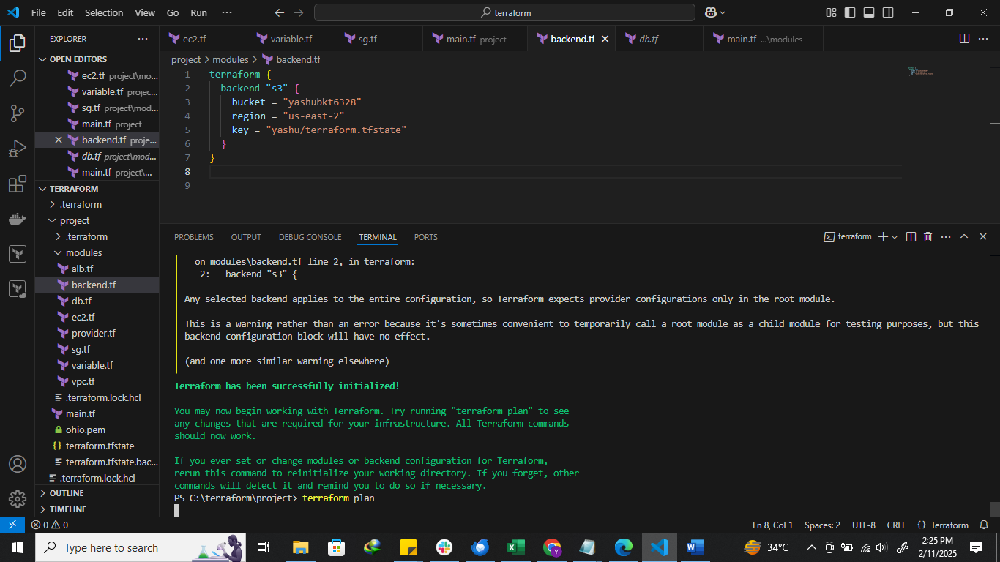 File Edit Selection View Go Run ···
terraform
EXPLORER
OPEN EDITORS
ec2.tf project\mo...
variable.tf projec...
sg.tf project\mod...
main.tf project
backend.tf proje...
db.tf project\mod...
main.tf project\...
TERRAFORM
.terraform
project
.terraform
modules
alb.tf
backend.tf
db.tf
ec2.tf
provider.tf
sg.tf
variable.tf
vpc.tf
.terraform.lock.hcl
main.tf
ohio.pem
terraform.tfstate
terraform.tfstate.bac...
.terraform.lock.hcl
OUTLINE
TIMELINE
ec2.tf variable.tf sg.tf main.tf project backend.tf db.tf main.tf ...\modules
project > modules > backend.tf
1 terraform {
2 backend "s3" {
3 bucket = "yashubkt6328"
4 region = "us-east-2"
5 key = "yashu/terraform.tfstate"
6 }
7 }
8
9
PROBLEMS OUTPUT DEBUG CONSOLE TERMINAL PORTS
terraform
on modules\backend.tf line 2, in terraform:
2: backend "s3" {
Any selected backend applies to the entire configuration, so Terraform expects provider configurations only in the root module.
This is a warning rather than an error because it's sometimes convenient to temporarily call a root module as a child module for testing purposes, but this
backend configuration block will have no effect.
(and one more similar warning elsewhere)
Terraform has been successfully initialized!
You may now begin working with Terraform. Try running "terraform plan" to see
any changes that are required for your infrastructure. All Terraform commands
should now work.
If you ever set or change modules or backend configuration for Terraform,
rerun this command to reinitialize your working directory. If you forget, other
commands will detect it and remind you to do so if necessary.
PS C:\terraform\project> terraform plan
0 0
Ln 8, Col 1 Spaces: 2 UTF-8 CRLF {} Terraform
Type here to search
34°C
2:25 PM
2/11/2025